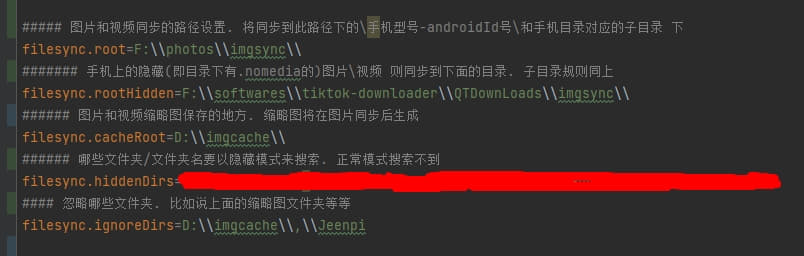 ##### 图片和视频同步的路径设置. 将同步到此路径下的\手机型号-androidId号\和手机目录对应的子目录 下
filesync.root=F:\\photos\\imgsync\\
####### 手机上的隐藏(即目录下有.nomedia的)图片\视频 则同步到下面的目录. 子目录规则同上
filesync.rootHidden=F:\\softwares\\tiktok-downloader\\QTDownLoads\\imgsync\\
###### 图片和视频缩略图保存的地方. 缩略图将在图片同步后生成
filesync.cacheRoot=D:\\imgcache\\
###### 哪些文件夹/文件夹名要以隐藏模式来搜索. 正常模式搜索不到
filesync.hiddenDirs=
#### 忽略哪些文件夹. 比如说上面的缩略图文件夹等等
filesync.ignoreDirs=D:\\imgcache\\,\\Jeenpi